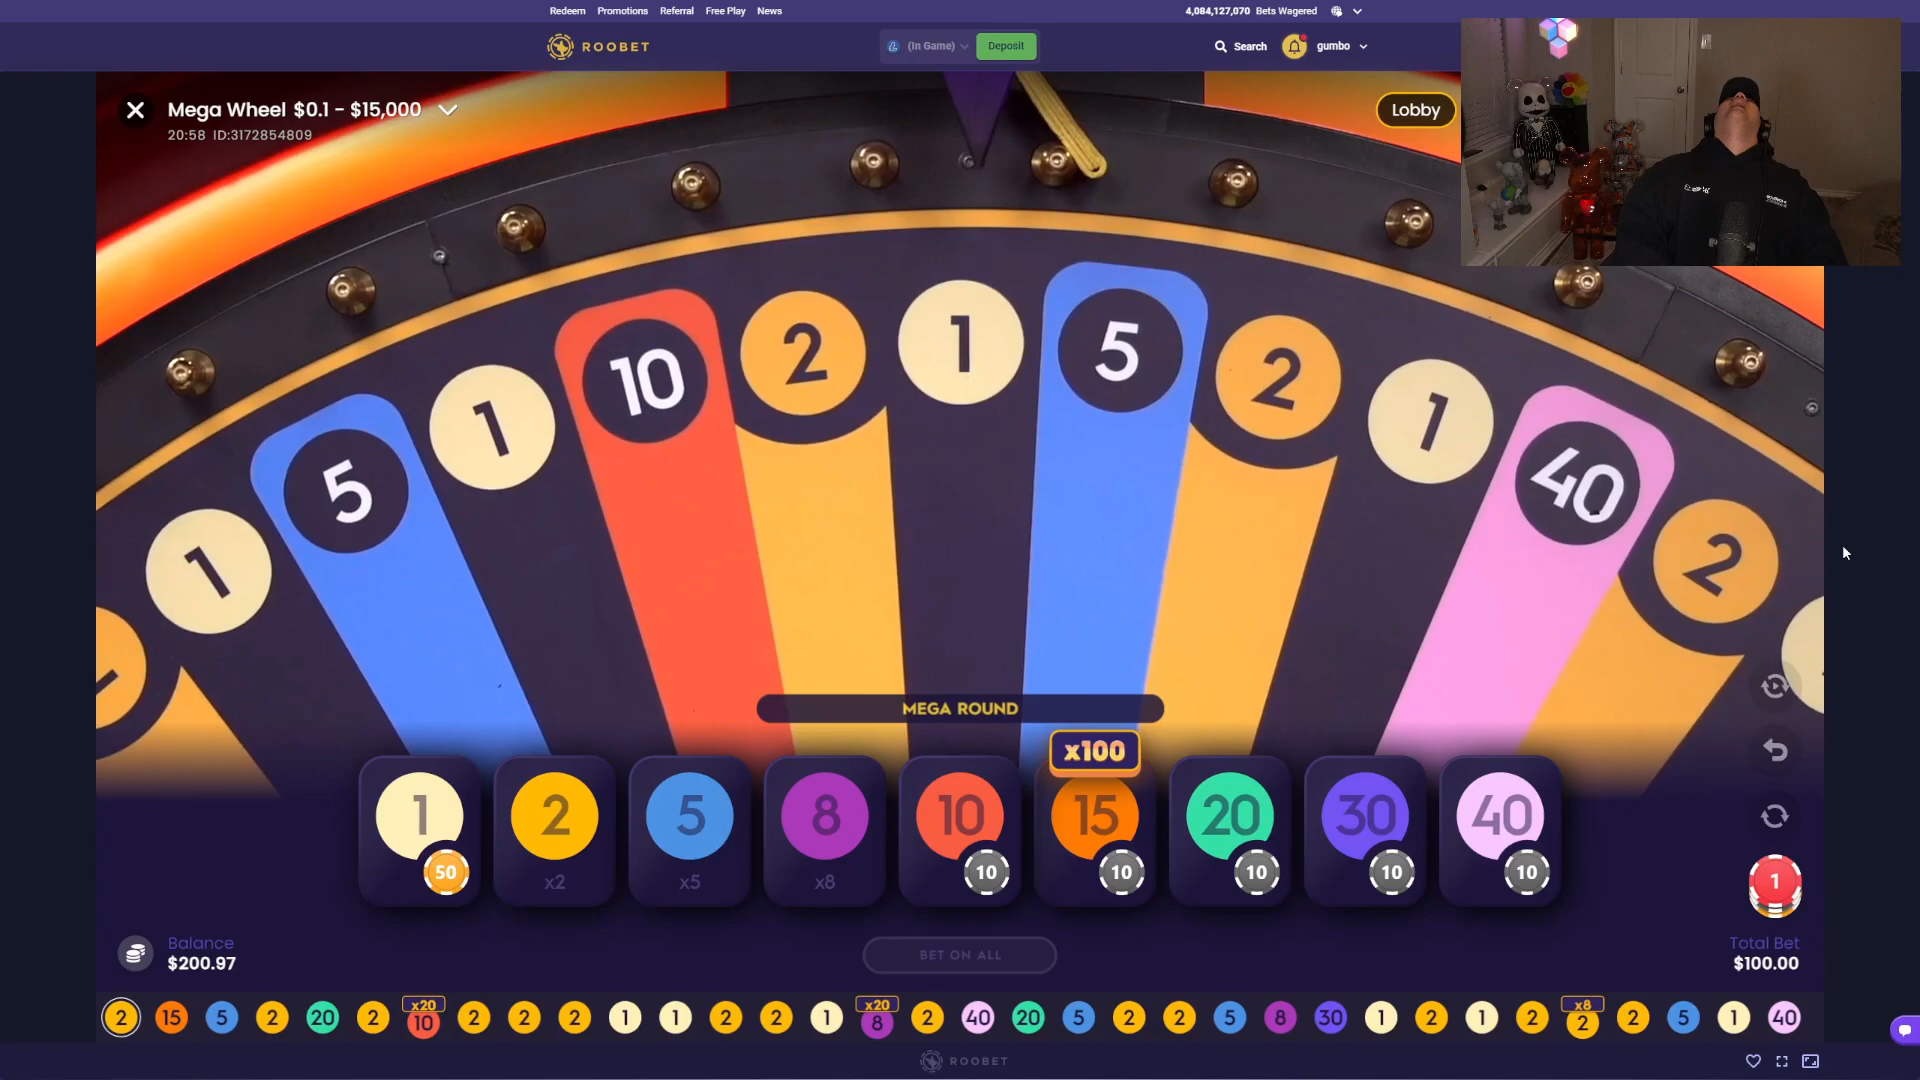 Redeem Promotions Referral Free Play News
4,084,127,070 Bets Wagered
ROOBET
(In Game)
Deposit
Search
gumbo
Mega Wheel $0.1 - $15,000
20:58 ID:3172854809
Lobby
1 5 1 10 2 1 5 2 1 40 2
MEGA ROUND
x100
1 2 5 8 10 15 20 30 40
50 x2 x5 x8 10 10 10 10 10
1
Balance
$200.97
BET ON ALL
Total Bet
$100.00
x20 x20 x8
2 15 5 2 20 2 10 2 2 2 1 1 2 2 1 8 2 40 20 5 2 2 5 8 30 1 2 1 2 2 2 5 1 40
ROOBET